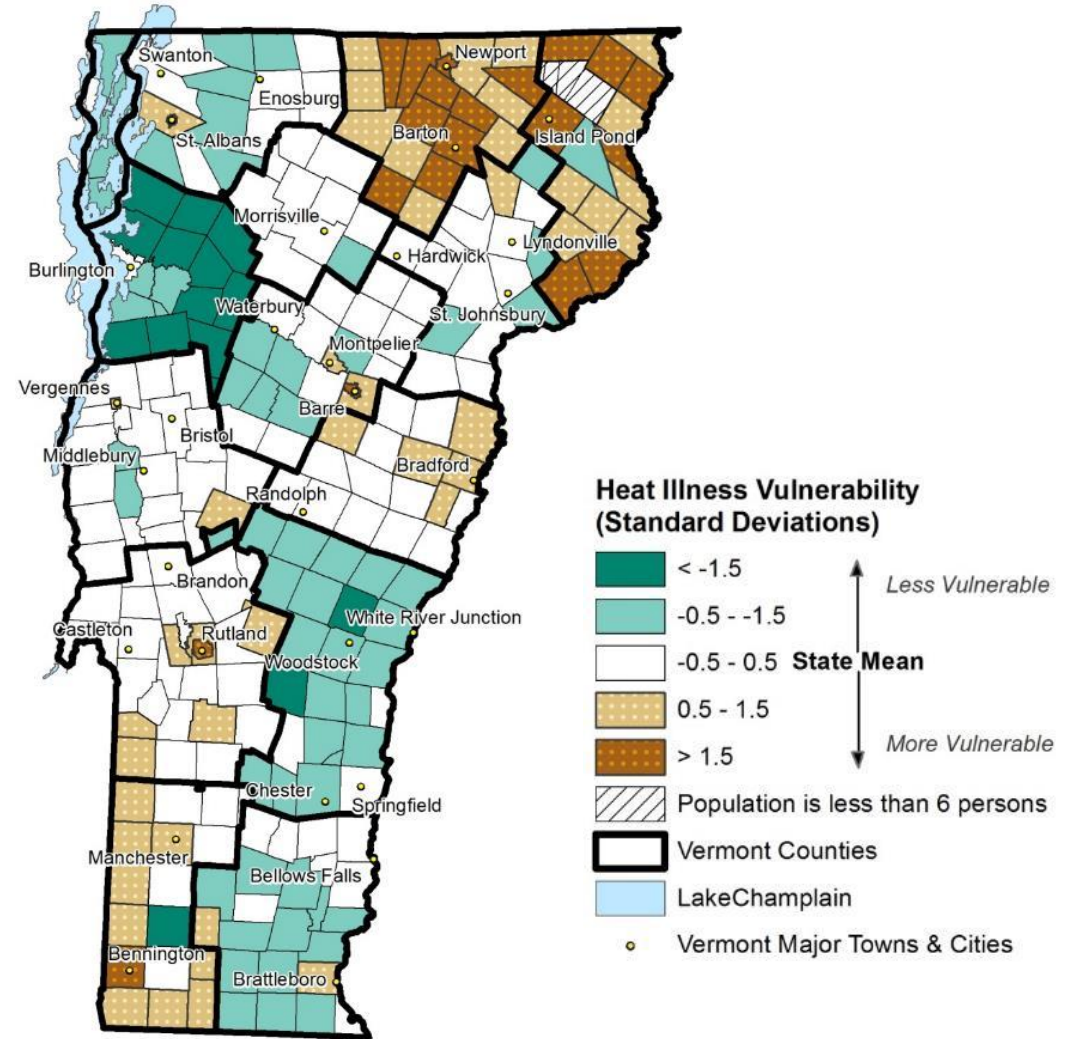 Swanton
Newport
Enosburg
St. Albans
Barton
Island Pond
Morrisville
Hardwick
Lyndonville
Burlington
Waterbury
St. Johnsbury
Montpelier
Vergennes
Barre
Bristol
Middlebury
Bradford
Randolph
Brandon
Castleton
Rutland
White River Junction
Woodstock
Chester
Springfield
Manchester
Bellows Falls
Bennington
Brattleboro
Heat Illness Vulnerability
(Standard Deviations)
< -1.5
Less Vulnerable
-0.5 - -1.5
-0.5 - 0.5 State Mean
0.5 - 1.5
> 1.5
More Vulnerable
Population is less than 6 persons
Vermont Counties
LakeChamplain
Vermont Major Towns & Cities